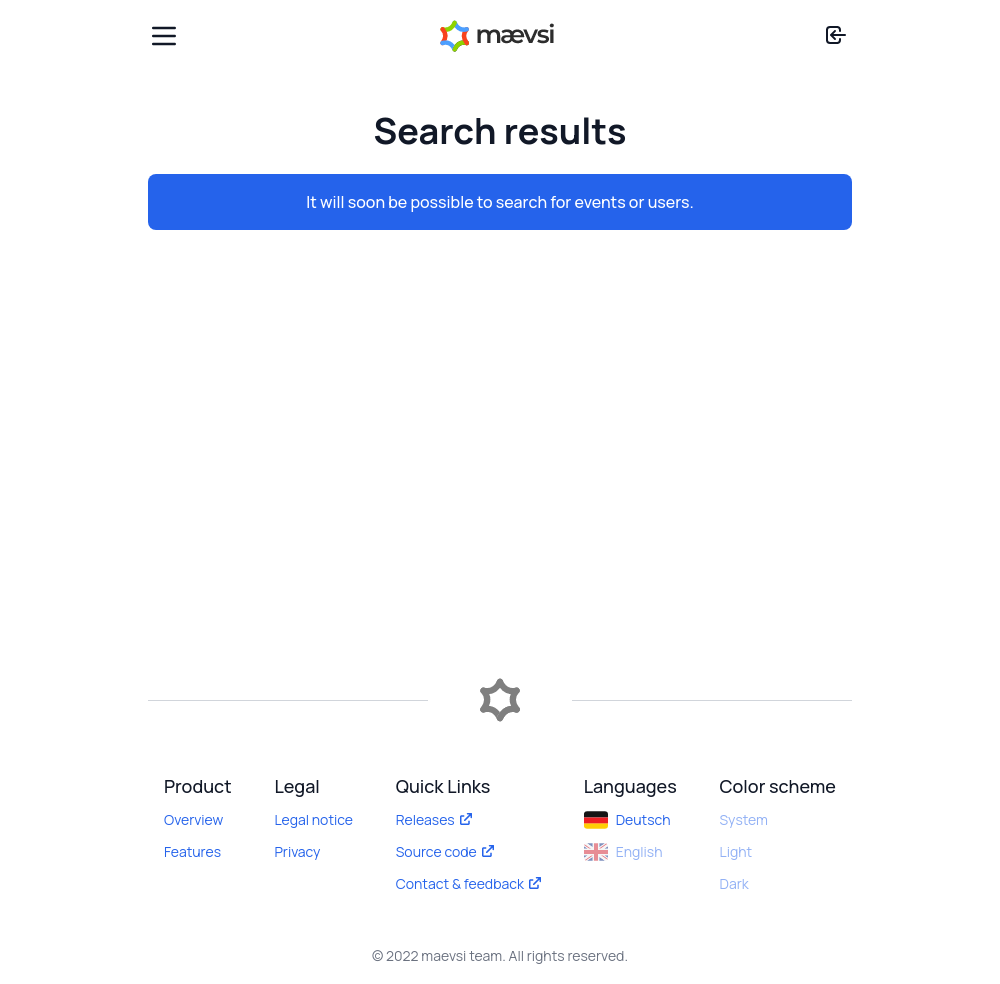 mævsi
Search results
It will soon be possible to search for events or users.
Product
Overview
Features
Legal
Legal notice
Privacy
Quick Links
Releases
Source code
Contact & feedback
Languages
Deutsch
English
Color scheme
System
Light
Dark
© 2022 maevsi team. All rights reserved.